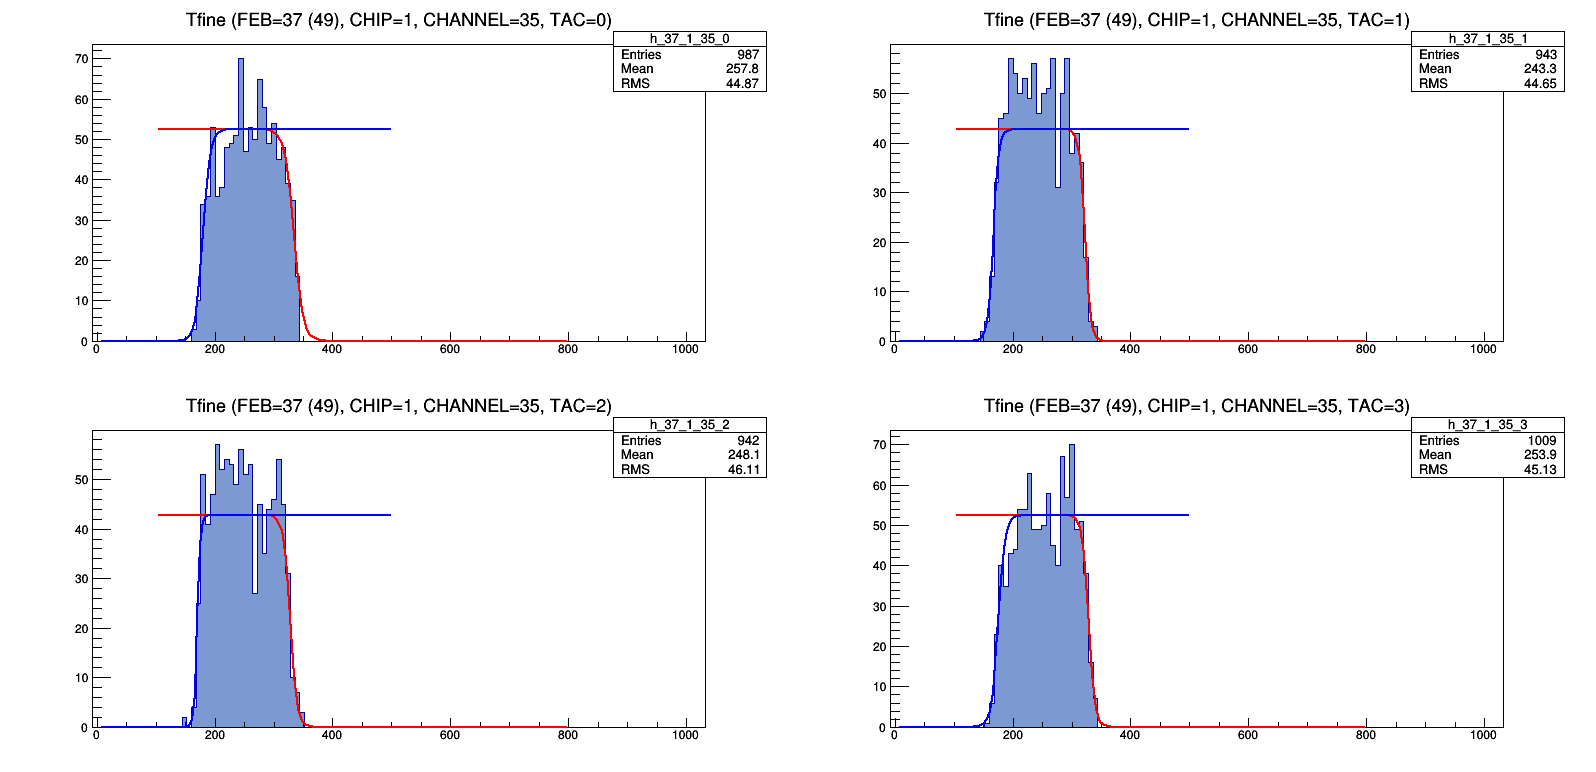 Tfine (FEB=37 (49), CHIP=1, CHANNEL=35, TAC=0)
h_37_1_35_0
Entries 987
Mean 257.8
RMS 44.87
70
60
50
40
30
20
10
0
0 200 400 600 800 1000
Tfine (FEB=37 (49), CHIP=1, CHANNEL=35, TAC=1)
h_37_1_35_1
Entries 943
Mean 243.3
RMS 44.65
50
40
30
20
10
0
0 200 400 600 800 1000
Tfine (FEB=37 (49), CHIP=1, CHANNEL=35, TAC=2)
h_37_1_35_2
Entries 942
Mean 248.1
RMS 46.11
50
40
30
20
10
0
0 200 400 600 800 1000
Tfine (FEB=37 (49), CHIP=1, CHANNEL=35, TAC=3)
h_37_1_35_3
Entries 1009
Mean 253.9
RMS 45.13
70
60
50
40
30
20
10
0
0 200 400 600 800 1000